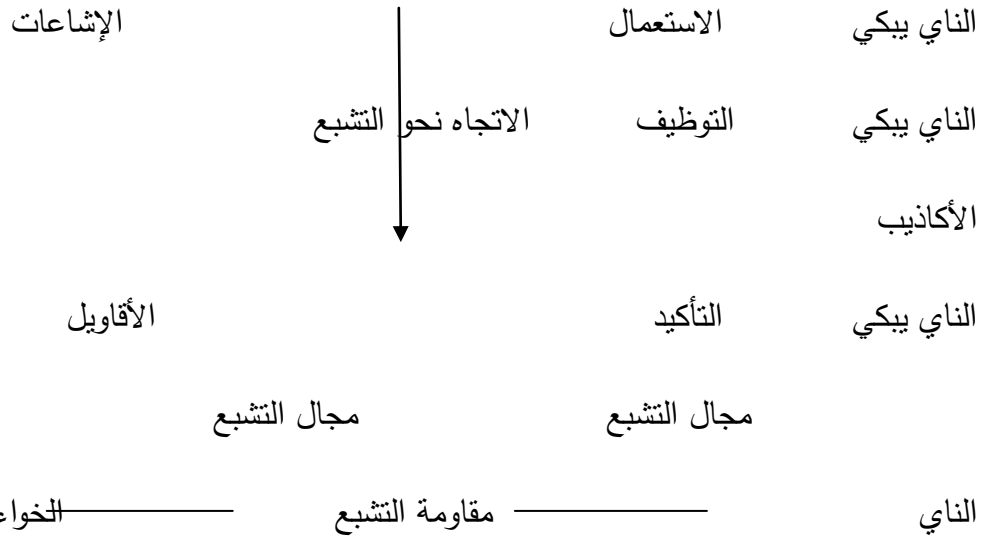 الناي يبكي الاستعمال الإشاعات
الناي يبكي التوظيف الاتجاه نحو التشبع
الأكاذيب
الناي يبكي التأكيد الأقاويل
مجال التشبع مجال التشبع
الناي مقاومة التشبع